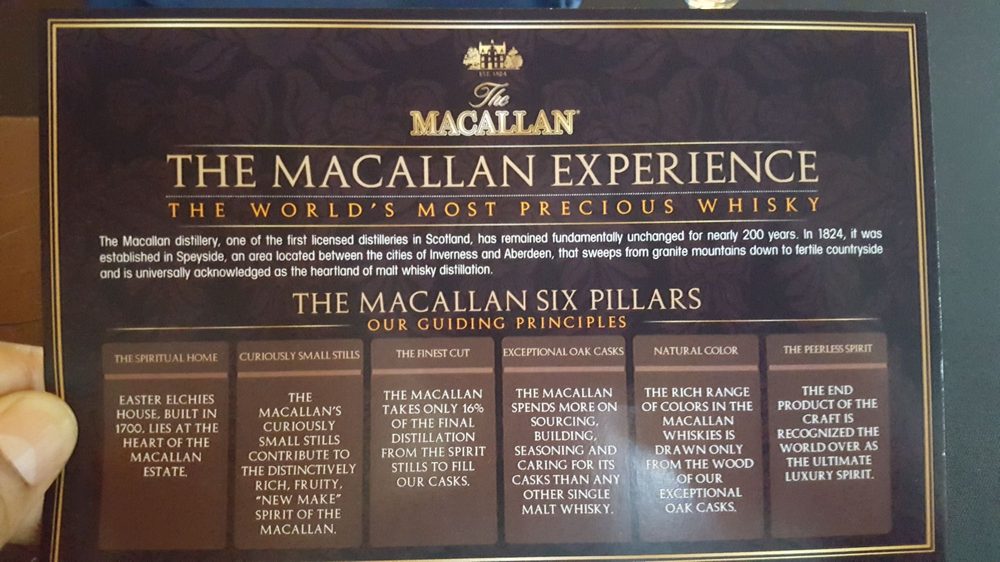 EST. 1824
The
MACALLAN®
THE MACALLAN EXPERIENCE
THE WORLD'S MOST PRECIOUS WHISKY
The Macallan distillery, one of the first licensed distilleries in Scotland, has remained fundamentally unchanged for nearly 200 years. In 1824, it was
established in Speyside, an area located between the cities of Inverness and Aberdeen, that sweeps from granite mountains down to fertile countryside
and is universally acknowledged as the heartland of malt whisky distillation.
THE MACALLAN SIX PILLARS
OUR GUIDING PRINCIPLES
THE SPIRITUAL HOME
EASTER ELCHIES
HOUSE, BUILT IN
1700, LIES AT THE
HEART OF THE
MACALLAN
ESTATE.
CURIOUSLY SMALL STILLS
THE
MACALLAN'S
CURIOUSLY
SMALL STILLS
CONTRIBUTE TO
THE DISTINCTIVELY
RICH, FRUITY,
"NEW MAKE"
SPIRIT OF THE
MACALLAN.
THE FINEST CUT
THE MACALLAN
TAKES ONLY 16%
OF THE FINAL
DISTILLATION
FROM THE SPIRIT
STILLS TO FILL
OUR CASKS.
EXCEPTIONAL OAK CASKS
THE MACALLAN
SPENDS MORE ON
SOURCING,
BUILDING,
SEASONING AND
CARING FOR ITS
CASKS THAN ANY
OTHER SINGLE
MALT WHISKY.
NATURAL COLOR
THE RICH RANGE
OF COLORS IN THE
MACALLAN
WHISKIES IS
DRAWN ONLY
FROM THE WOOD
OF OUR
EXCEPTIONAL
OAK CASKS.
THE PEERLESS SPIRIT
THE END
PRODUCT OF THE
CRAFT IS
RECOGNIZED THE
WORLD OVER AS
THE ULTIMATE
LUXURY SPIRIT.